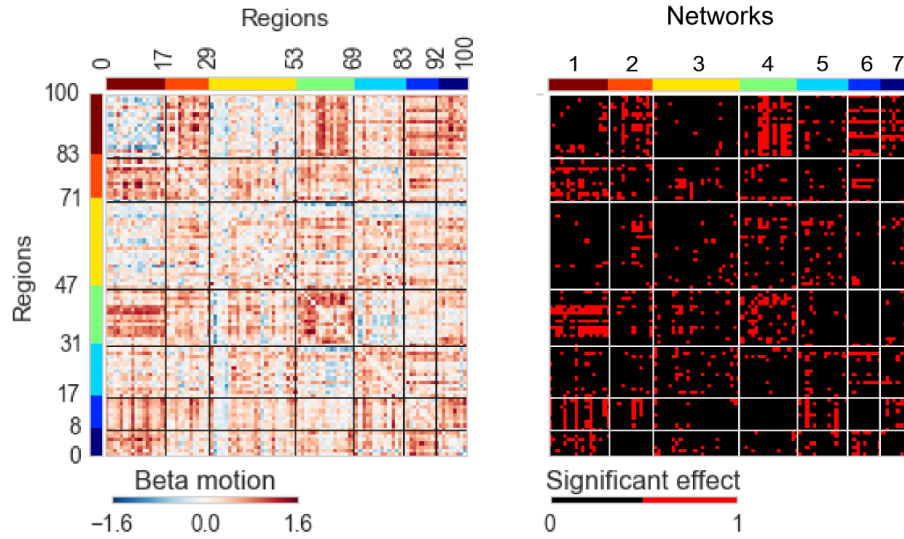 Regions
Networks
0 17 29 53 69 83 92 100
1 2 3 4 5 6 7
100
83
71
47
31
17
8
0
Regions
Beta motion
−1.6 0.0 1.6
Significant effect
0 1